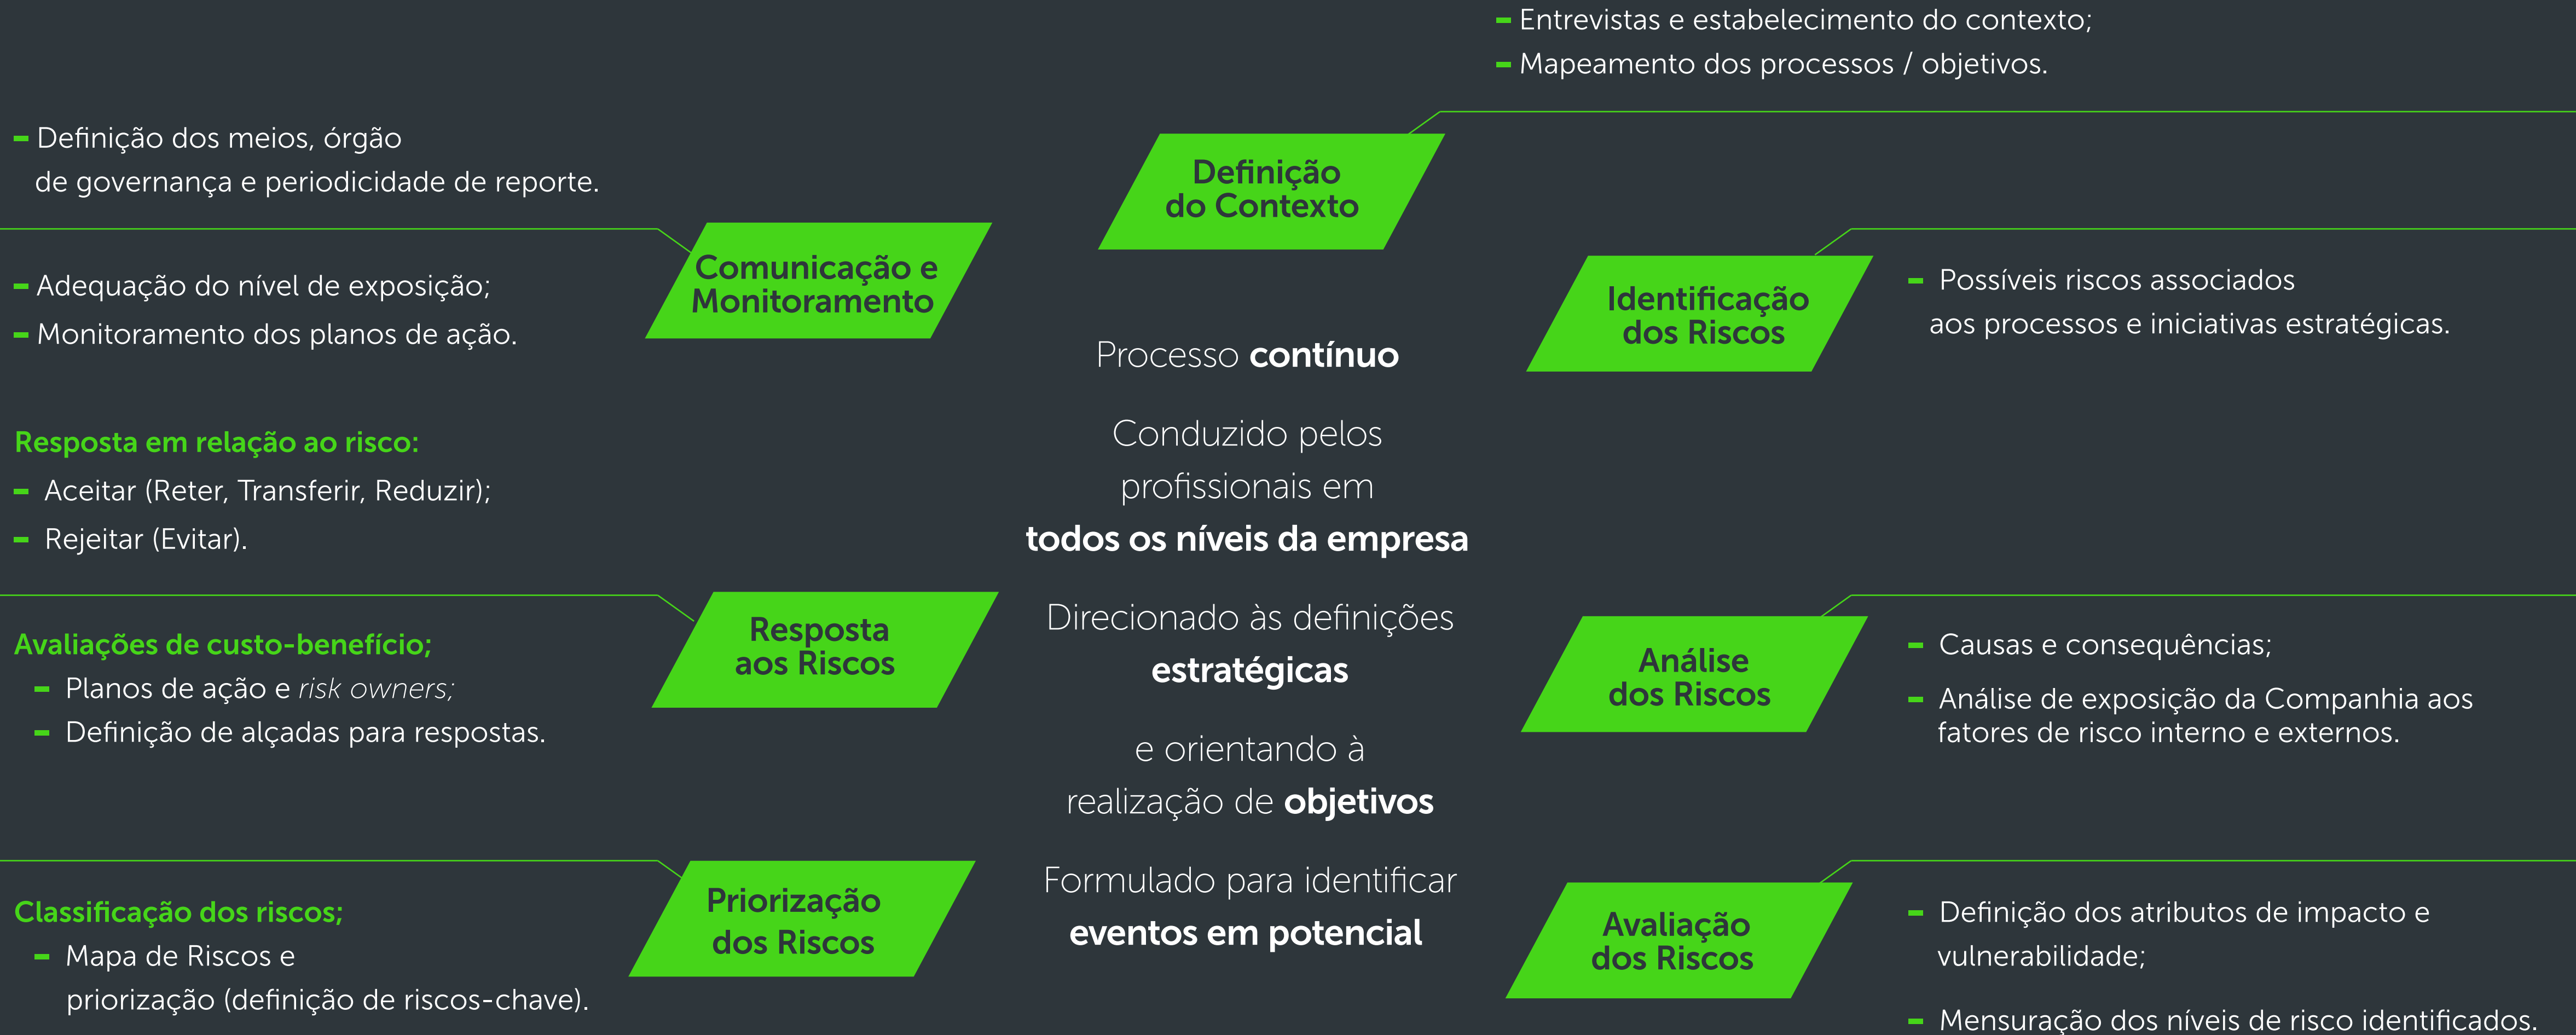 - Entrevistas e estabelecimento do contexto;
- Mapeamento dos processos / objetivos.
Definição
do Contexto
- Definição dos meios, órgão
de governança e periodicidade de reporte.
- Adequação do nível de exposição;
- Monitoramento dos planos de ação.
Comunicação e
Monitoramento
Identificação
dos Riscos
- Possíveis riscos associados
aos processos e iniciativas estratégicas.
Processo contínuo
Conduzido pelos
profissionais em
todos os níveis da empresa
Direcionado às definições
estratégicas
e orientando à
realização de objetivos
Formulado para identificar
eventos em potencial
Resposta em relação ao risco:
- Aceitar (Reter, Transferir, Reduzir);
- Rejeitar (Evitar).
Avaliações de custo-benefício;
- Planos de ação e risk owners;
- Definição de alçadas para respostas.
Resposta
aos Riscos
Análise
dos Riscos
- Causas e consequências;
- Análise de exposição da Companhia aos
fatores de risco interno e externos.
Classificação dos riscos;
- Mapa de Riscos e
priorização (definição de riscos-chave).
Priorização
dos Riscos
Avaliação
dos Riscos
- Definição dos atributos de impacto e
vulnerabilidade;
- Mensuração dos níveis de risco identificados.